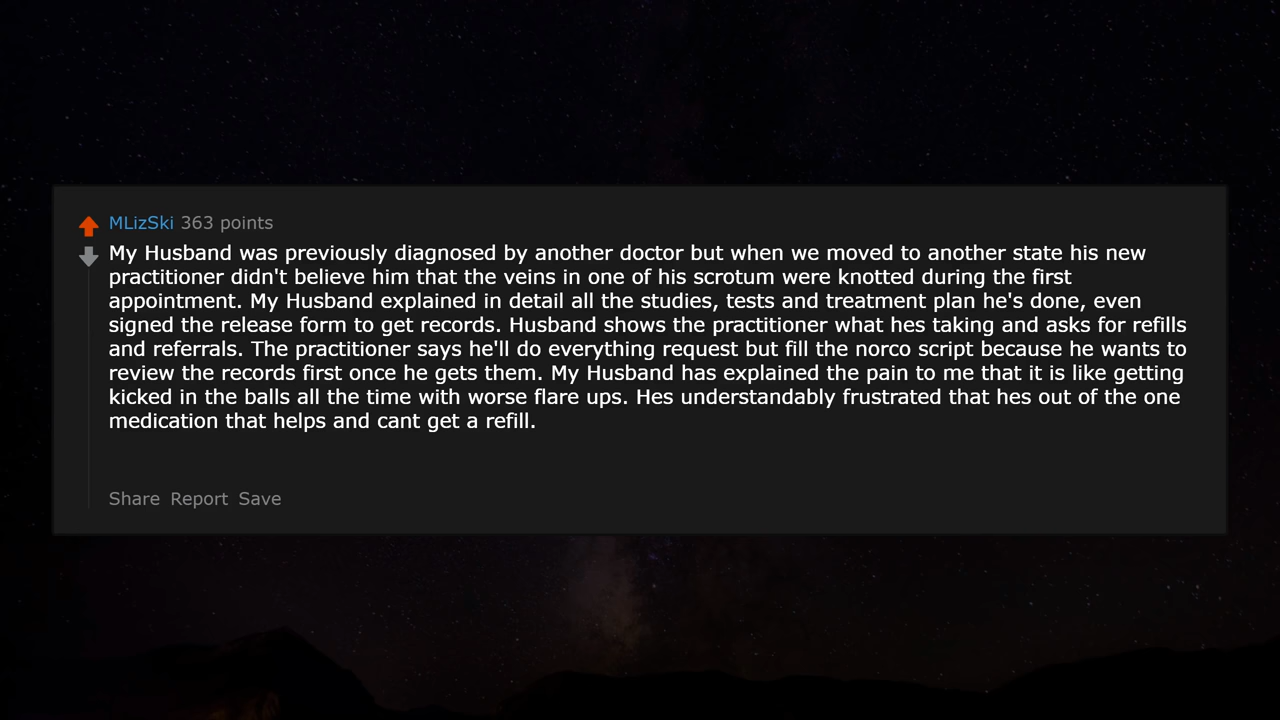 MLizSki 363 points
My Husband was previously diagnosed by another doctor but when we moved to another state his new
practitioner didn't believe him that the veins in one of his scrotum were knotted during the first
appointment. My Husband explained in detail all the studies, tests and treatment plan he's done, even
signed the release form to get records. Husband shows the practitioner what hes taking and asks for refills
and referrals. The practitioner says he'll do everything request but fill the norco script because he wants to
review the records first once he gets them. My Husband has explained the pain to me that it is like getting
kicked in the balls all the time with worse flare ups. Hes understandably frustrated that hes out of the one
medication that helps and cant get a refill.
Share Report Save